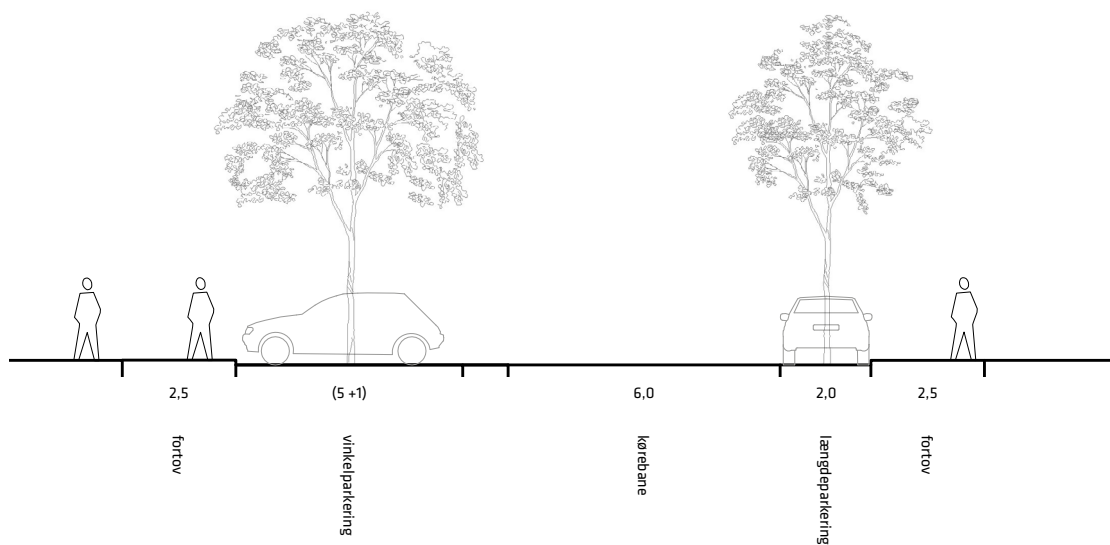 2,5
(5 +1)
6,0
2,0
2,5
fortov
vinkelparkering
kørebane
længdeparkering
fortov